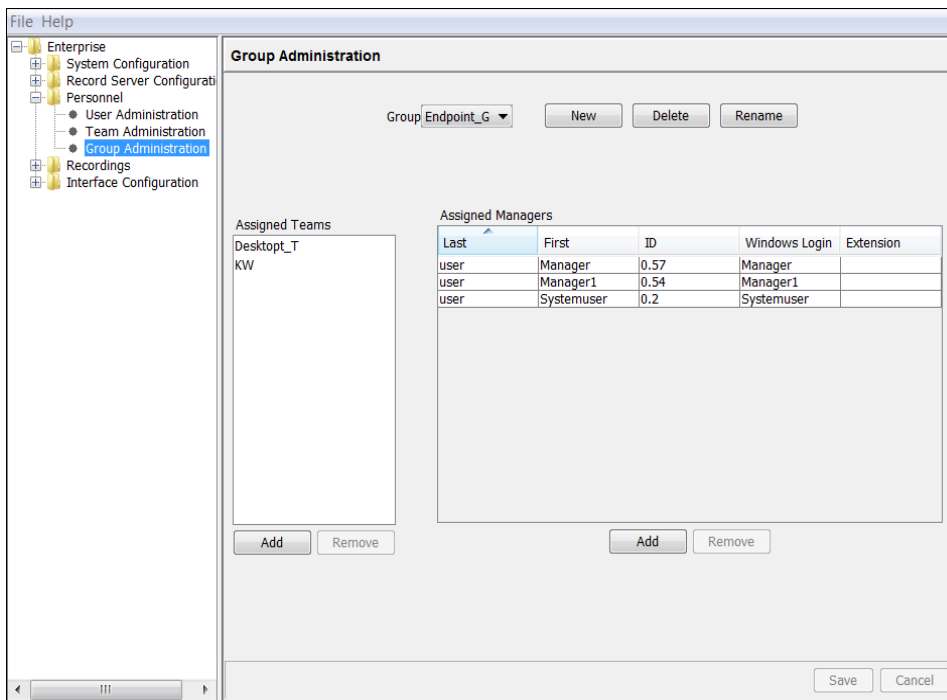 File Help
Enterprise
System Configuration
Record Server Configurati
Personnel
User Administration
Team Administration
Group Administration
Recordings
Interface Configuration
Group Administration
Group Endpoint_G New Delete Rename
Assigned Teams
Desktopt_T
KW
Add Remove
Assigned Managers
Last First ID Windows Login Extension
user Manager 0.57 Manager
user Manager1 0.54 Manager1
user Systemuser 0.2 Systemuser
Add Remove
Save Cancel